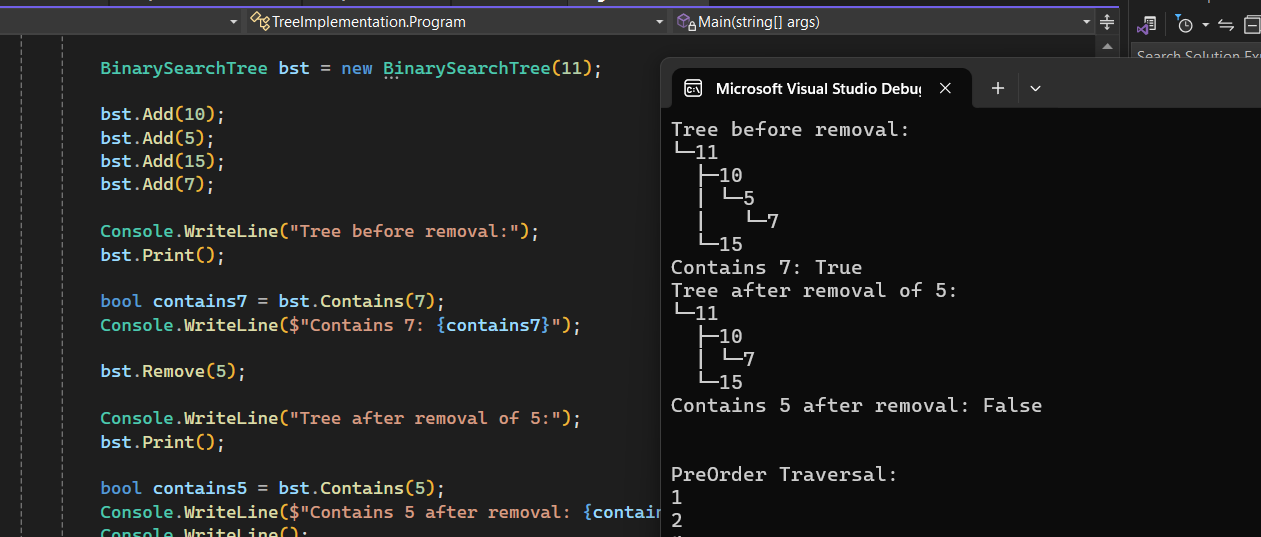 TreeImplementation.Program
Main(string[] args)
BinarySearchTree bst = new BinarySearchTree(11);
bst.Add(10);
bst.Add(5);
bst.Add(15);
bst.Add(7);
Console.WriteLine("Tree before removal:");
bst.Print();
bool contains7 = bst.Contains(7);
Console.WriteLine($"Contains 7: {contains7}");
bst.Remove(5);
Console.WriteLine("Tree after removal of 5:");
bst.Print();
bool contains5 = bst.Contains(5);
Console.WriteLine($"Contains 5 after removal: {contain
Console.WriteLine();
Search Solution Ex
Microsoft Visual Studio Debug
Tree before removal:
└─11
  ├─10
  │ └─5
  │   └─7
  └─15
Contains 7: True
Tree after removal of 5:
└─11
  ├─10
  │ └─7
  └─15
Contains 5 after removal: False
PreOrder Traversal:
1
2